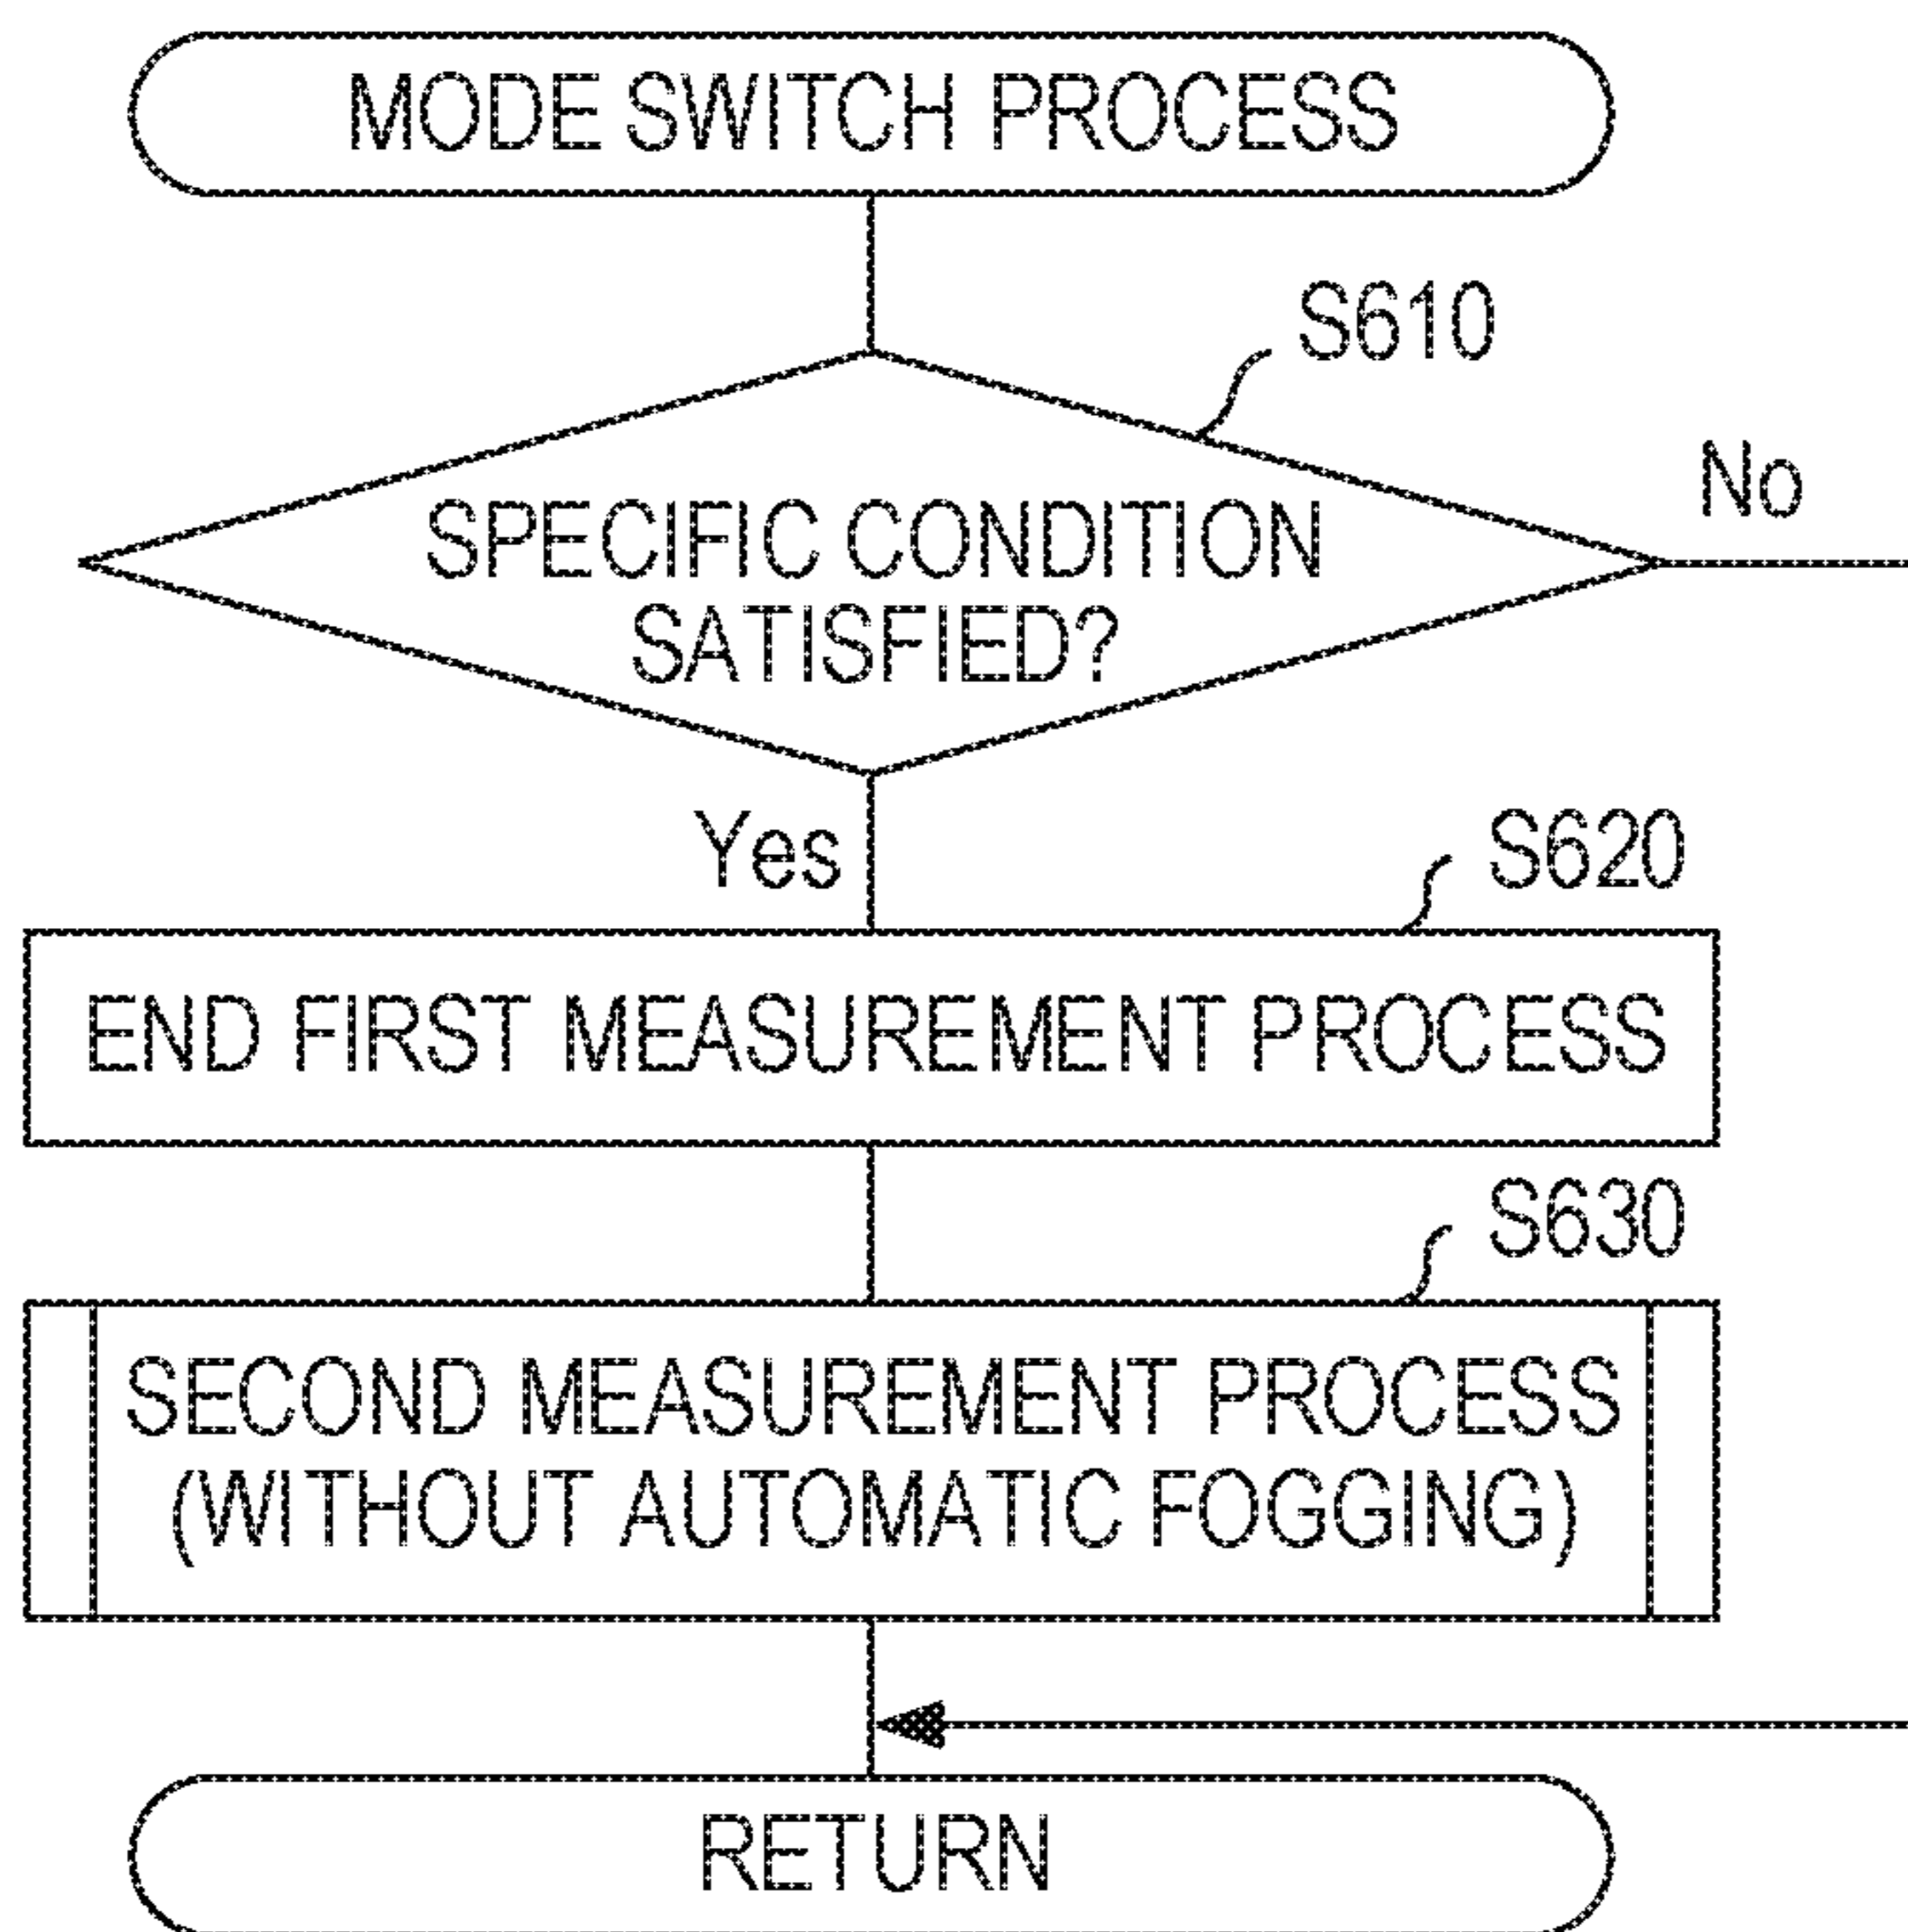 MODE SWITCH PROCESS
S610
No
SPECIFIC CONDITION
SATISFIED?
Yes
S620
END FIRST MEASUREMENT PROCESS
S630
SECOND MEASUREMENT PROCESS
(WITHOUT AUTOMATIC FOGGING)
RETURN